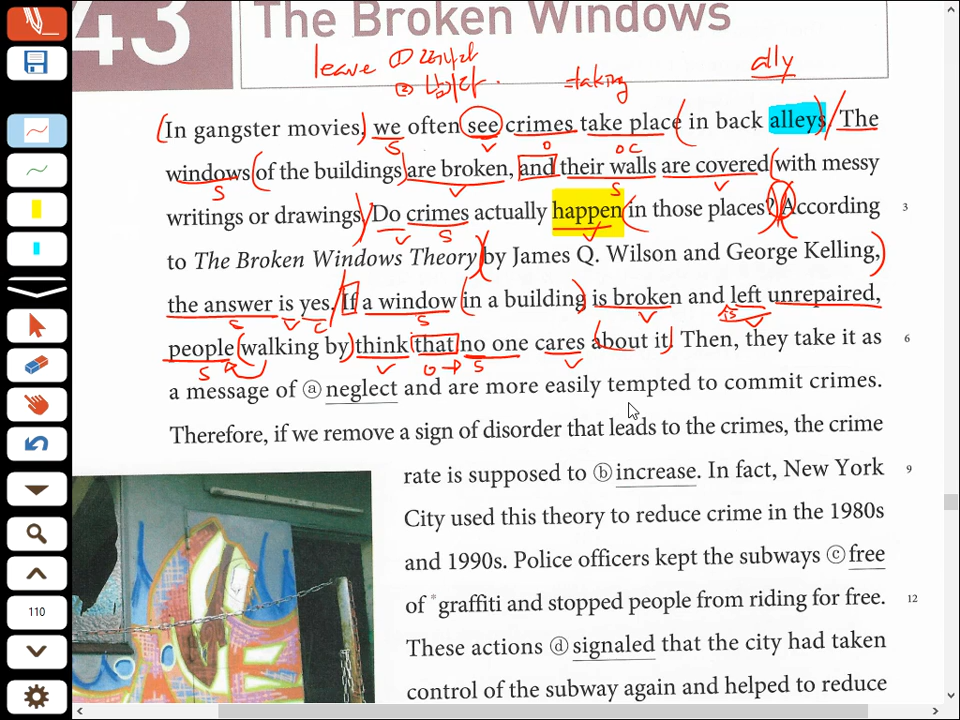 43
The Broken Windows
leave ① 떠나다
=taking
ally
In gangster movies, we often see crimes take place in back alleys. The
windows of the buildings are broken, and their walls are covered with messy
writings or drawings. Do crimes actually happen in those places? According
3
to The Broken Windows Theory by James Q. Wilson and George Kelling,
the answer is yes. If a window in a building is broken and left unrepaired,
people walking by think that no one cares about it. Then, they take it as
6
a message of ⓐ neglect and are more easily tempted to commit crimes.
Therefore, if we remove a sign of disorder that leads to the crimes, the crime
rate is supposed to ⓑ increase. In fact, New York
9
City used this theory to reduce crime in the 1980s
and 1990s. Police officers kept the subways ⓒ free
of *graffiti and stopped people from riding for free.
12
These actions ⓓ signaled that the city had taken
control of the subway again and helped to reduce
110